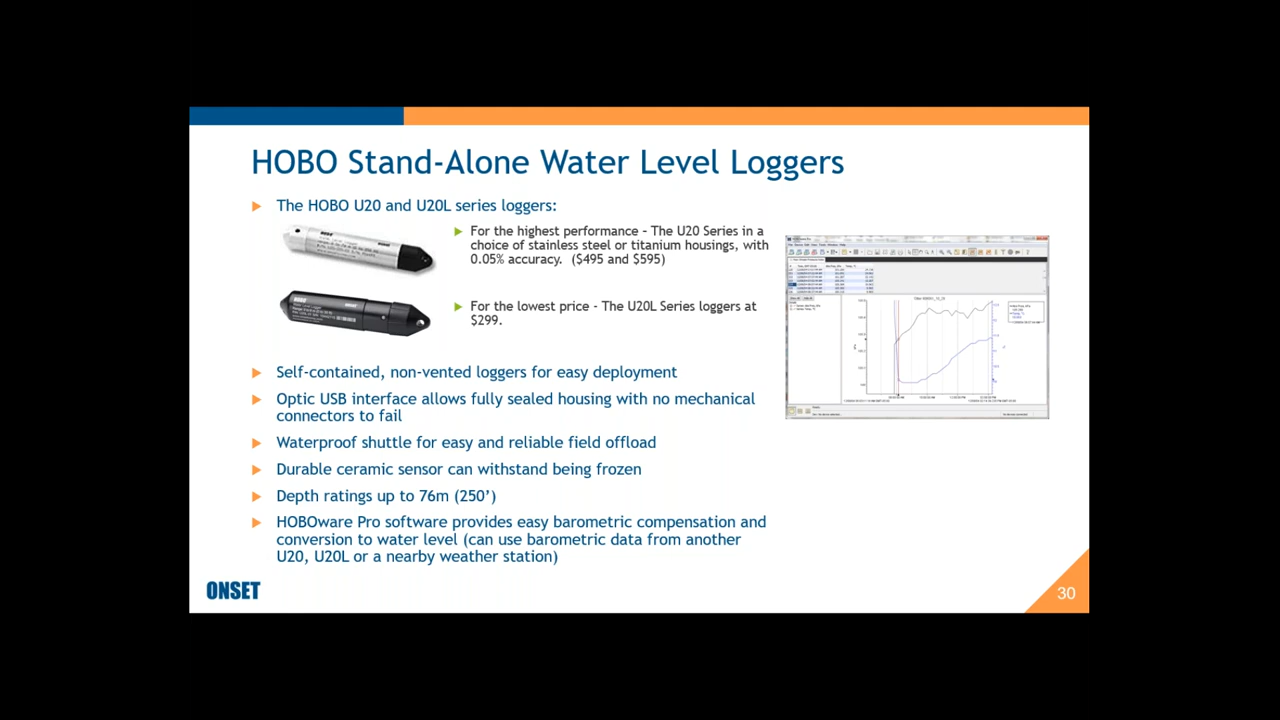 HOBO Stand-Alone Water Level Loggers
The HOBO U20 and U20L series loggers:
For the highest performance – The U20 Series in a
choice of stainless steel or titanium housings, with
0.05% accuracy. ($495 and $595)
For the lowest price - The U20L Series loggers at
$299.
Self-contained, non-vented loggers for easy deployment
Optic USB interface allows fully sealed housing with no mechanical
connectors to fail
Waterproof shuttle for easy and reliable field offload
Durable ceramic sensor can withstand being frozen
Depth ratings up to 76m (250’)
HOBOware Pro software provides easy barometric compensation and
conversion to water level (can use barometric data from another
U20, U20L or a nearby weather station)
ONSET
30